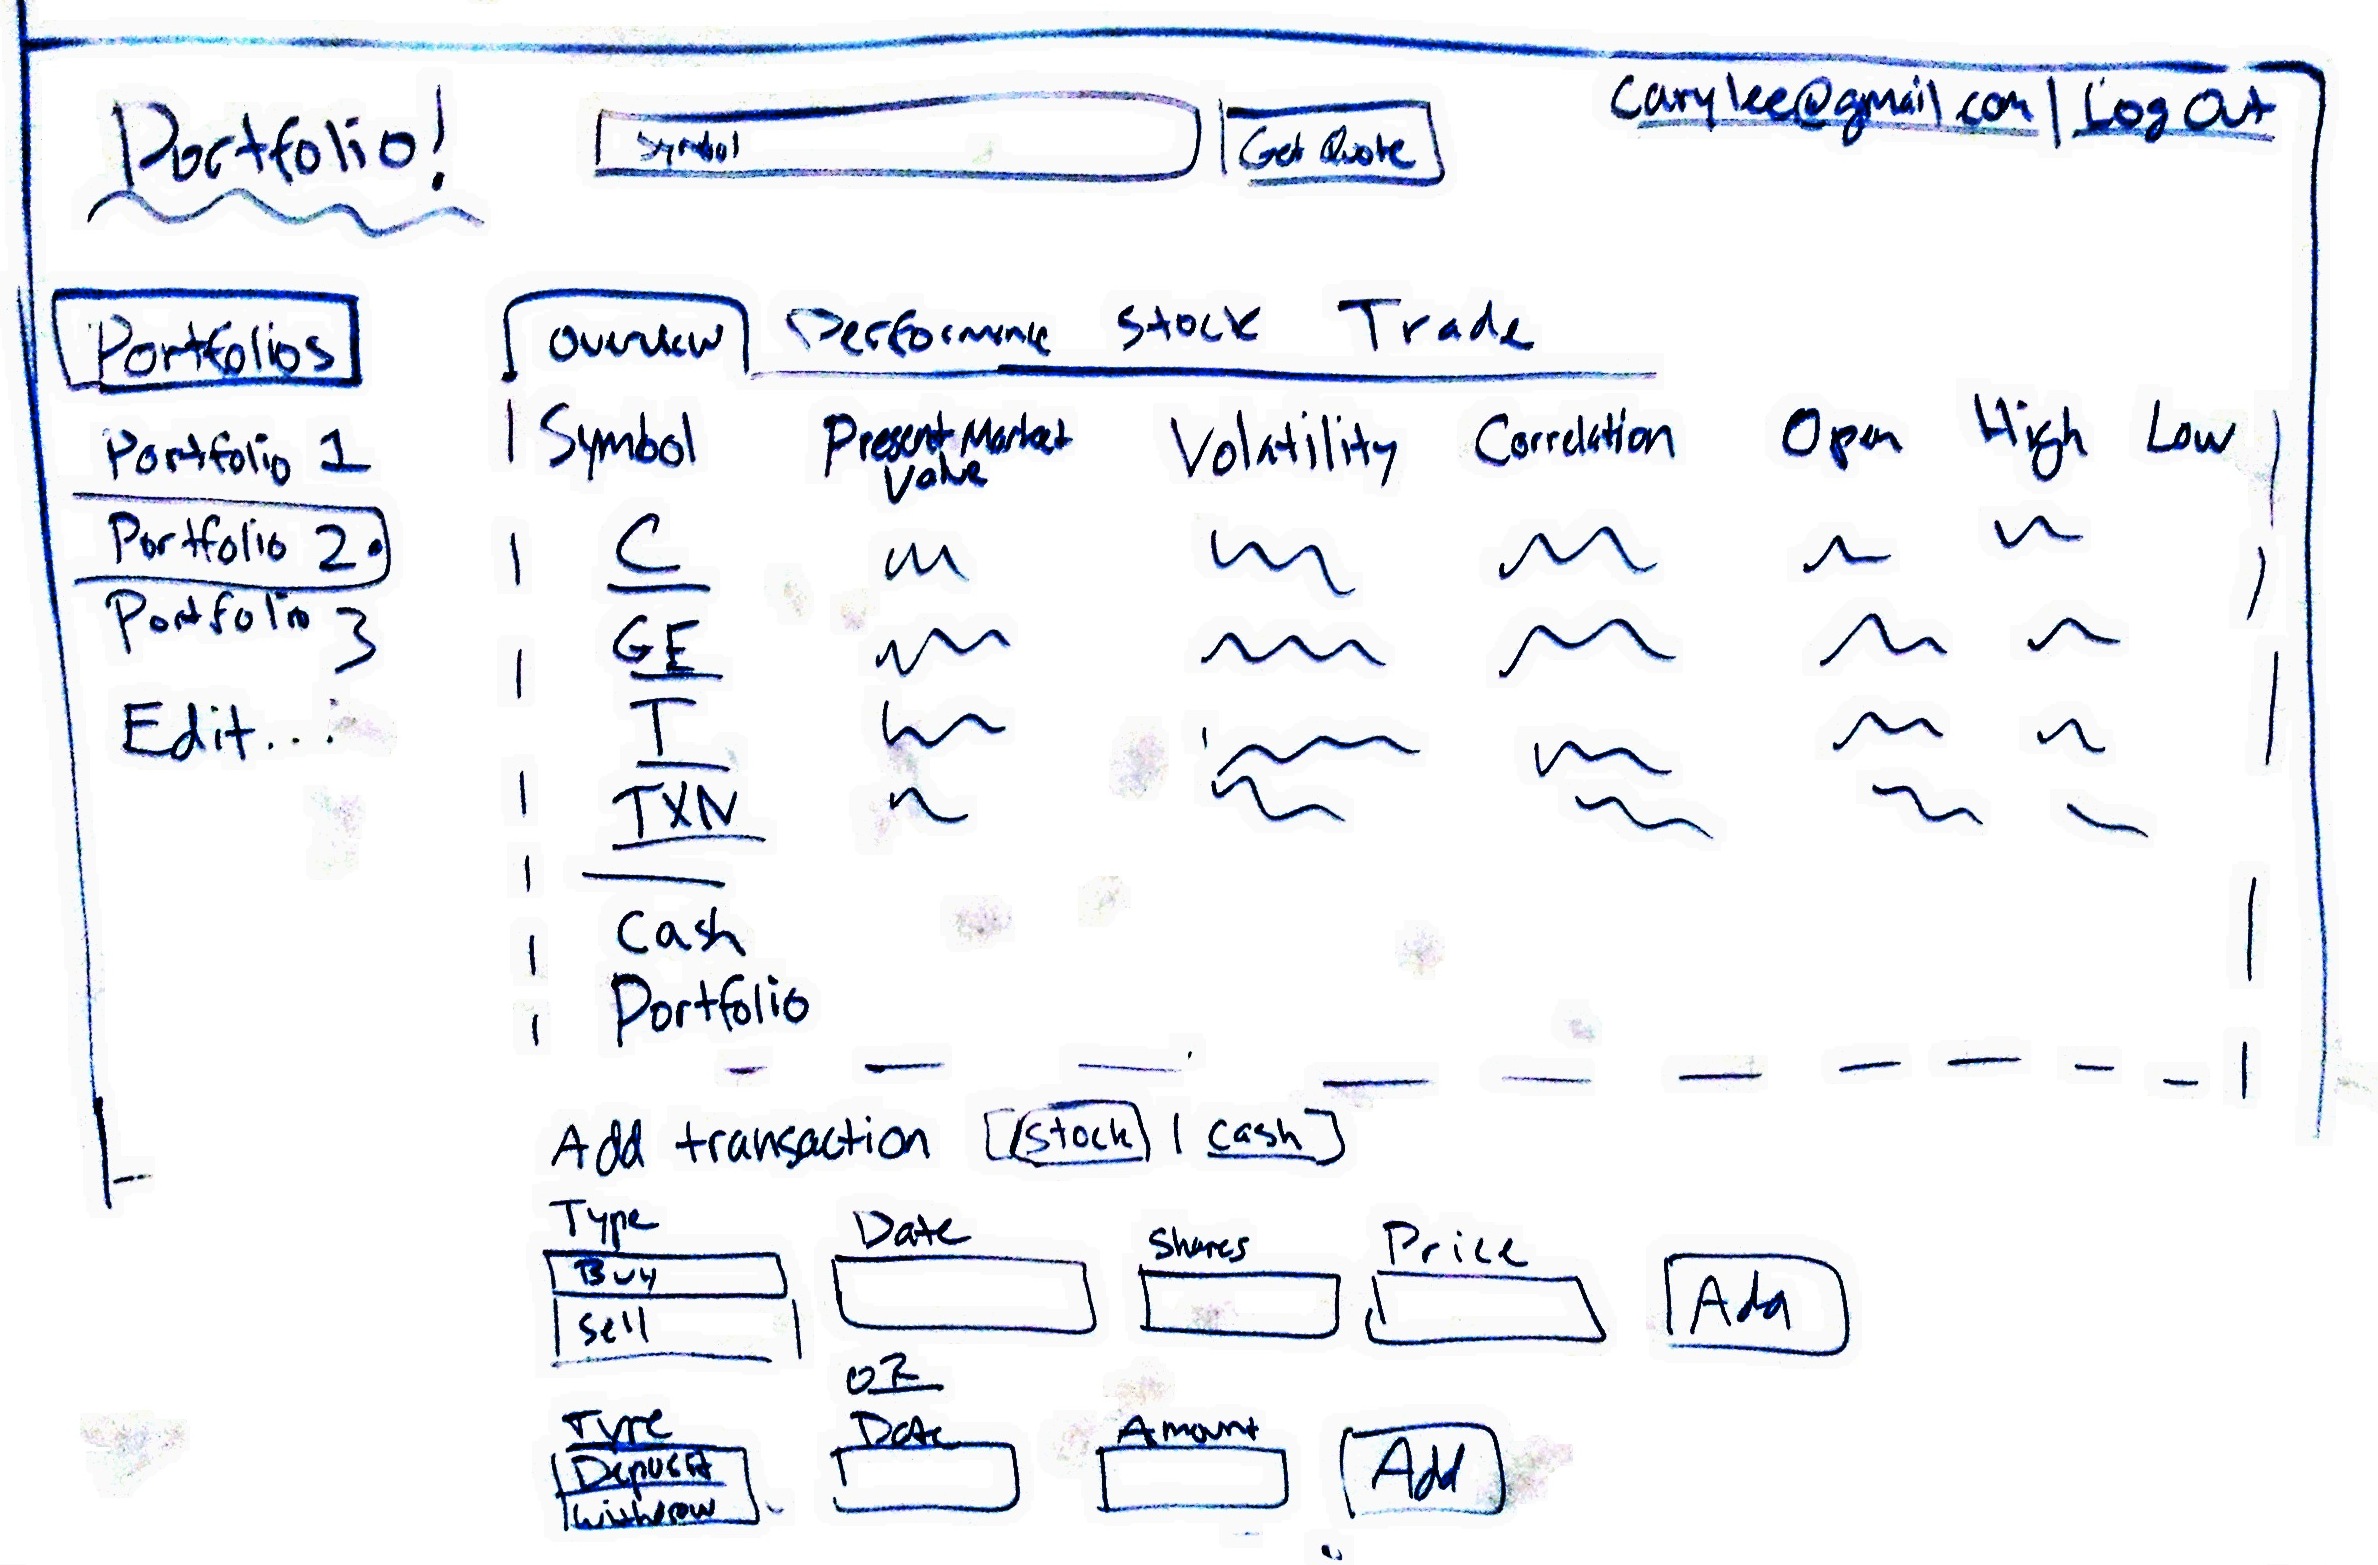 Portfolio!
Symbol
Get Quote
carylee@gmail.com | Log Out
Portfolios
Portfolio 1
Portfolio 2
Portfolio 3
Edit...
Overview Performance Stock Trade
Symbol Present Market Value Volatility Correlation Open High Low
C
GE
T
TXN
Cash
Portfolio
Add transaction [stock | cash]
Type Date Shares Price
Buy
Sell
Add
OR
Type Date Amount
Deposit
Withdraw
Add